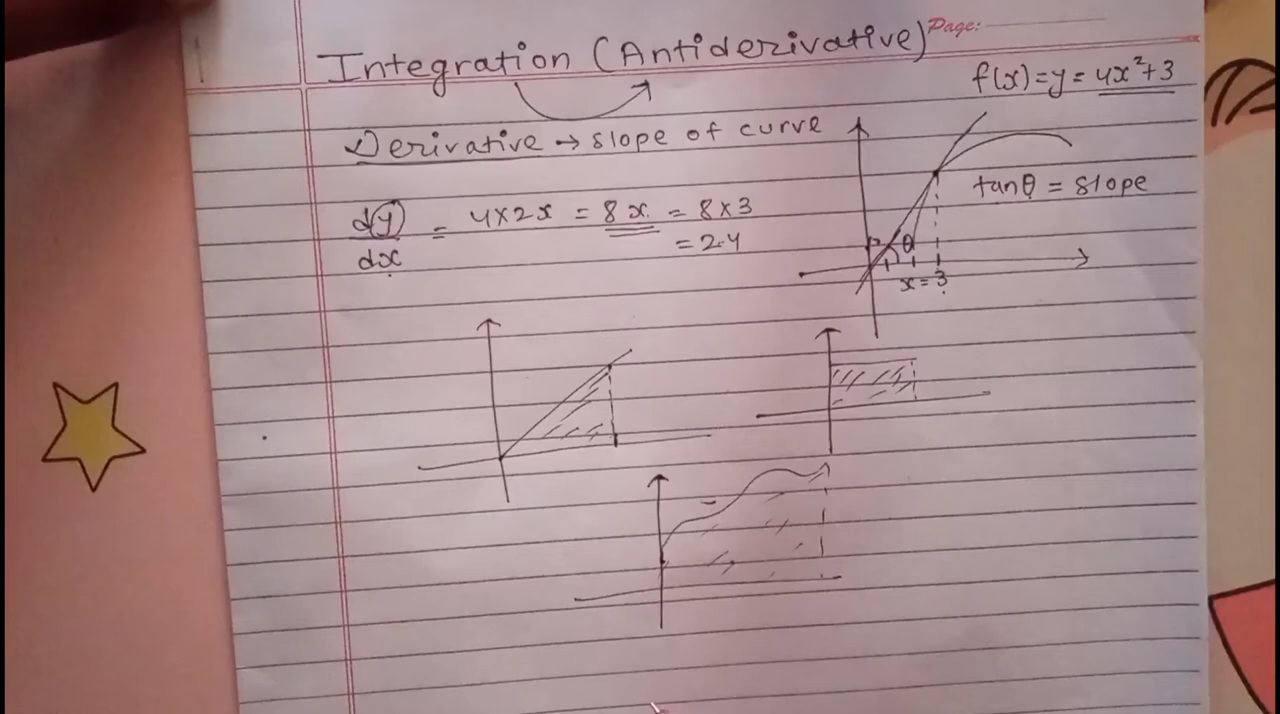 Page:
Integration (Antiderivative)
f(x)=y= 4x²+3
Derivative → slope of curve
tanθ = slope
dy/dx = 4×2x = 8x = 8×3
= 24
θ
x=3